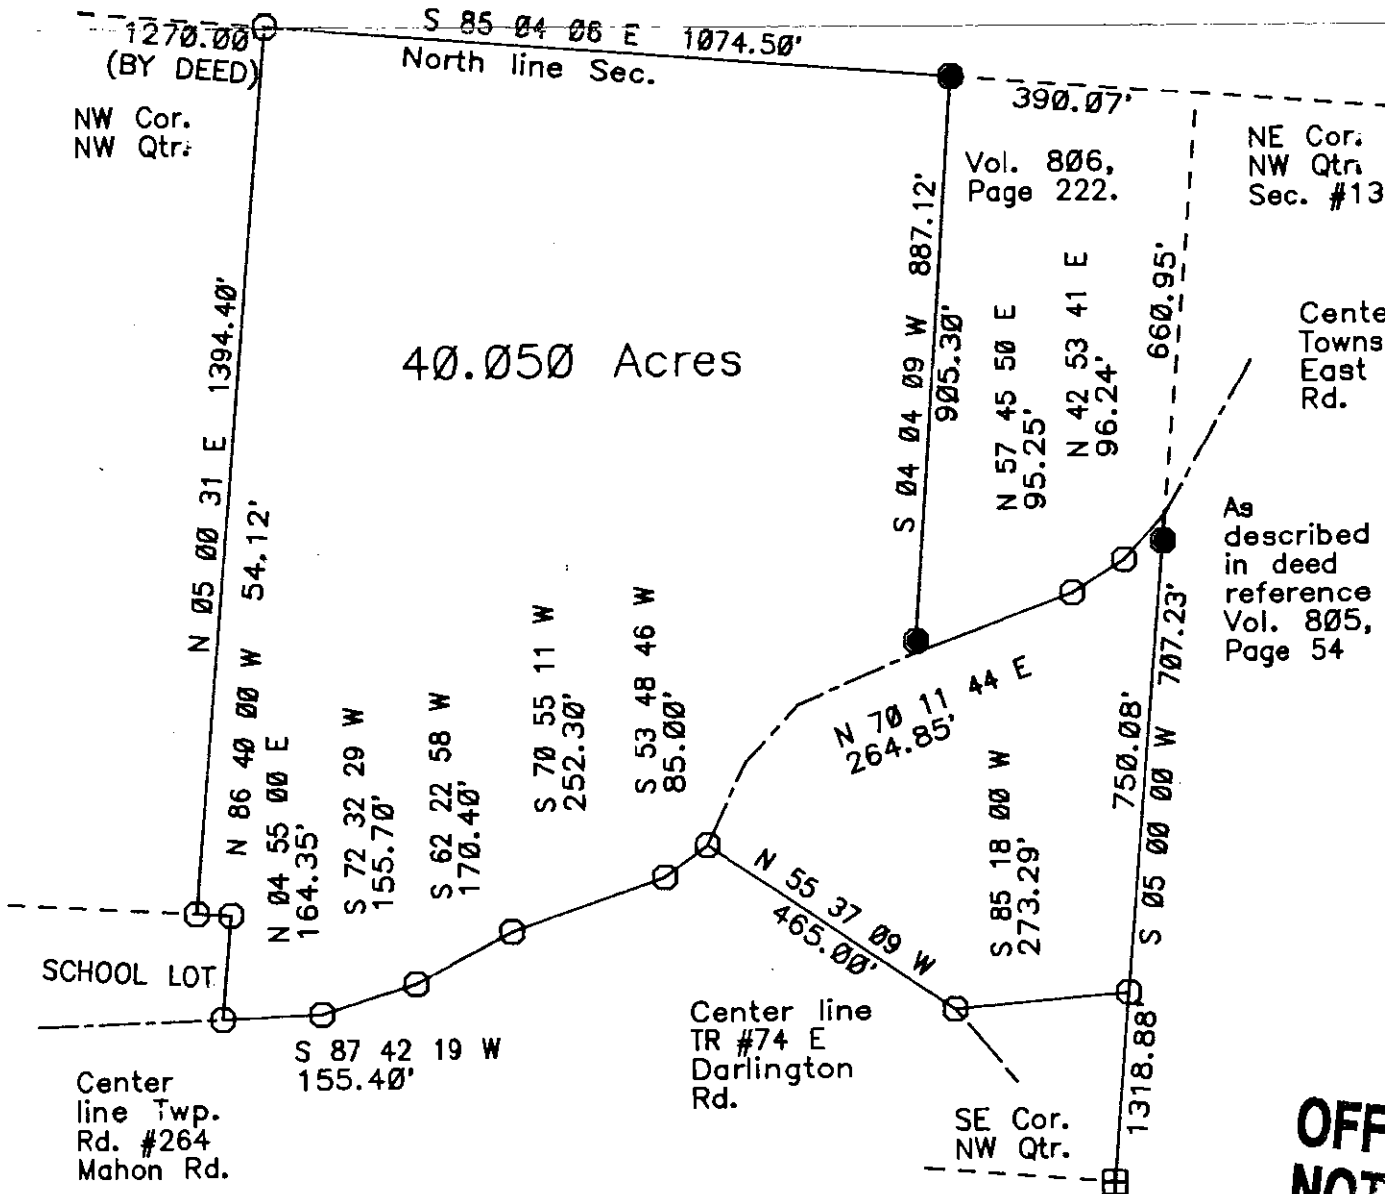 S 85 04 06 E 1074.50'
1270.00'
(BY DEED)
North line Sec.
NW Cor.
NW Qtr.
390.07'
Vol. 806,
Page 222.
NE Cor.
NW Qtr.
Sec. #13
N 05 00 31 E 1394.40'
40.050 Acres
S 04 04 09 W 887.12'
905.30'
N 57 45 50 E
95.25'
N 42 53 41 E
96.24'
660.95'
Cente
Towns
East
Rd.
As
described
in deed
reference
Vol. 805,
Page 54
N 86 40 00 W 54.12'
N 04 55 00 E
164.35'
S 72 32 29 W
155.70'
S 62 22 58 W
170.40'
S 70 55 11 W
252.30'
S 53 48 46 W
85.00'
N 70 11 44 E
264.85'
S 85 18 00 W
273.29'
750.08'
S 05 00 00 W 707.23'
N 55 37 09 W
465.00'
SCHOOL LOT
S 87 42 19 W
155.40'
Center
line Twp.
Rd. #264
Mahon Rd.
Center line
TR #74 E
Darlington
Rd.
1318.88'
SE Cor.
NW Qtr.
OFF
NOT